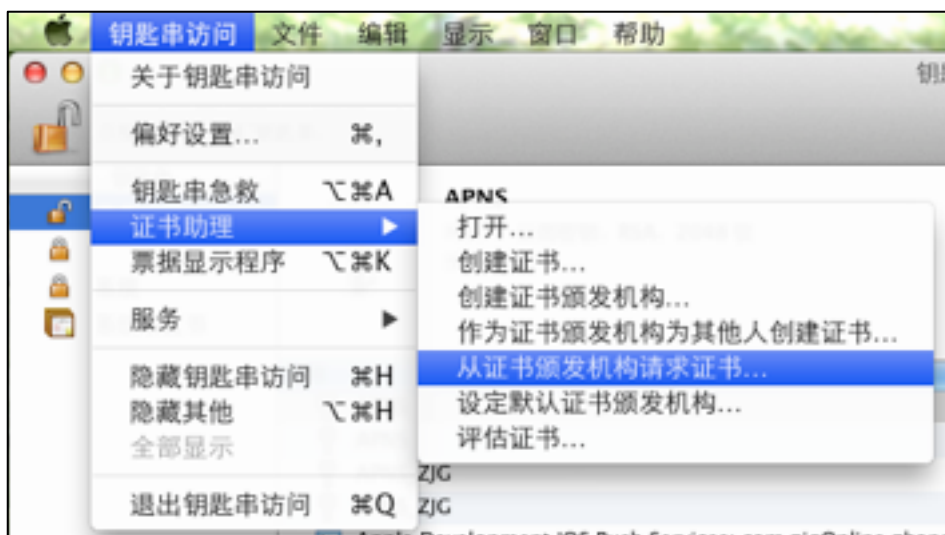 钥匙串访问 文件 编辑 显示 窗口 帮助
关于钥匙串访问
偏好设置... ⌘,
钥匙串急救 ⌥⌘A
证书助理 ▶
票据显示程序 ⌥⌘K
服务 ▶
隐藏钥匙串访问 ⌘H
隐藏其他 ⌥⌘H
全部显示
退出钥匙串访问 ⌘Q
APNS
打开...
创建证书...
创建证书颁发机构...
作为证书颁发机构为其他人创建证书...
从证书颁发机构请求证书...
设定默认证书颁发机构...
评估证书...
ZJG
ZJG